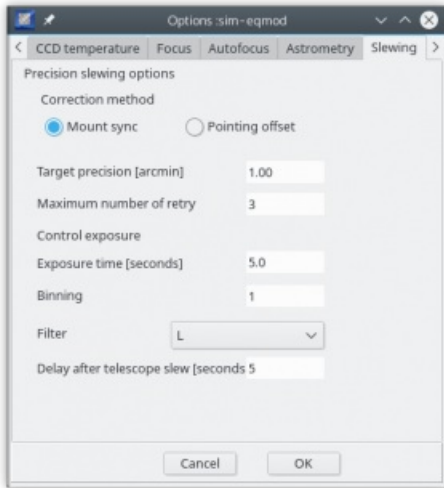 Options :sim-eqmod
CCD temperature Focus Autofocus Astrometry Slewing
Precision slewing options
Correction method
Mount sync Pointing offset
Target precision [arcmin] 1.00
Maximum number of retry 3
Control exposure
Exposure time [seconds] 5.0
Binning 1
Filter L
Delay after telescope slew [seconds 5
Cancel OK